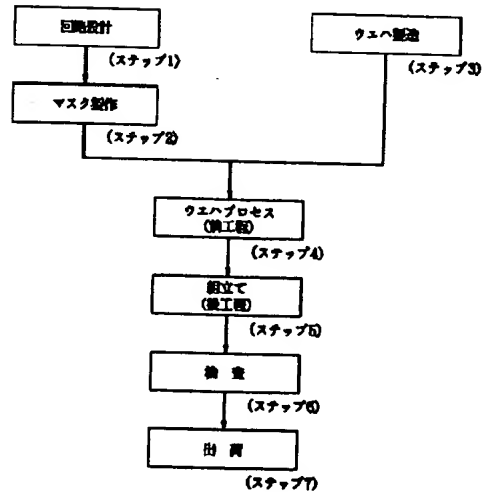 回路設計
(ステップ1)
ウエハ製造
(ステップ3)
マスク製作
(ステップ2)
ウエハプロセス
(前工程)
(ステップ4)
組立て
(後工程)
(ステップ5)
検 査
(ステップ6)
出 荷
(ステップ7)